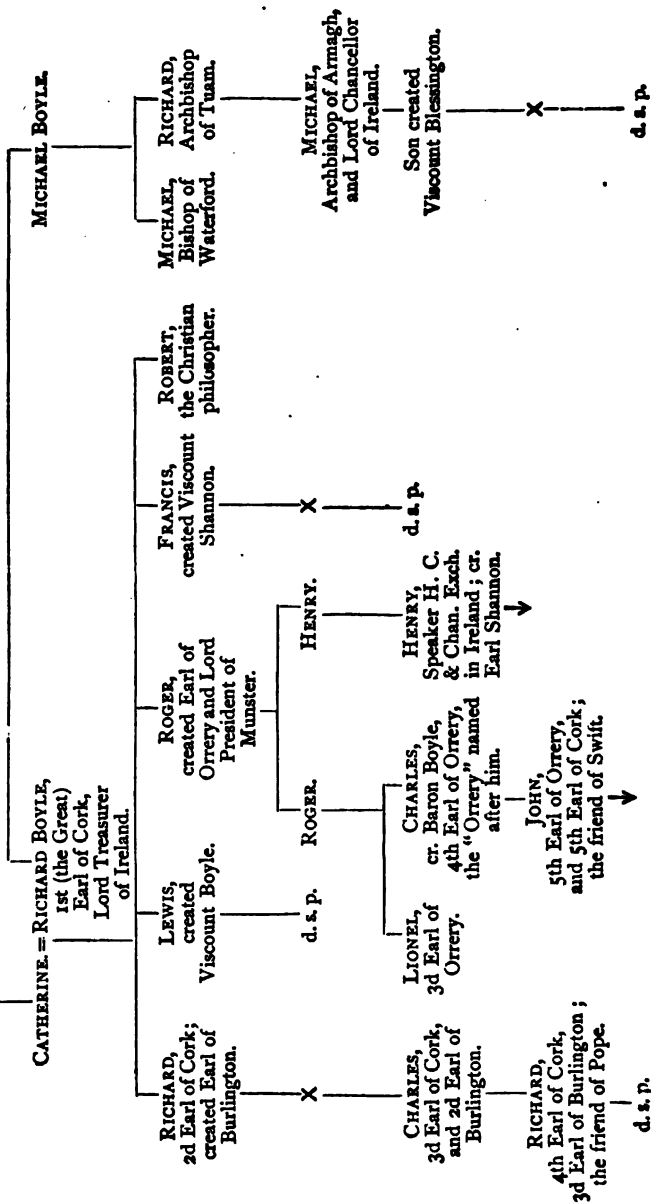 CATHERINE = RICHARD BOYLE,
1st (the Great)
Earl of Cork,
Lord Treasurer
of Ireland.
MICHAEL BOYLE.
RICHARD,
2d Earl of Cork;
created Earl of
Burlington.
LEWIS,
created
Viscount Boyle.
ROGER,
created Earl of
Orrery and Lord
President of
Munster.
FRANCIS,
created Viscount
Shannon.
ROBERT,
the Christian
philosopher.
MICHAEL,
Bishop of
Waterford.
RICHARD,
Archbishop
of Tuam.
X
d. s. p.
ROGER.
HENRY.
X
MICHAEL,
Archbishop of Armagh,
and Lord Chancellor
of Ireland.
CHARLES,
3d Earl of Cork,
and 2d Earl of
Burlington.
LIONEL,
3d Earl of
Orrery.
CHARLES,
cr. Baron Boyle,
4th Earl of Orrery,
the “Orrery” named
after him.
HENRY,
Speaker H. C.
& Chan. Exch.
in Ireland ; cr.
Earl Shannon.
d. s. p.
Son created
Viscount Blessington.
RICHARD,
4th Earl of Cork,
3d Earl of Burlington ;
the friend of Pope.
JOHN,
5th Earl of Orrery,
and 5th Earl of Cork ;
the friend of Swift.
X
d. s. p.
d. s. p.